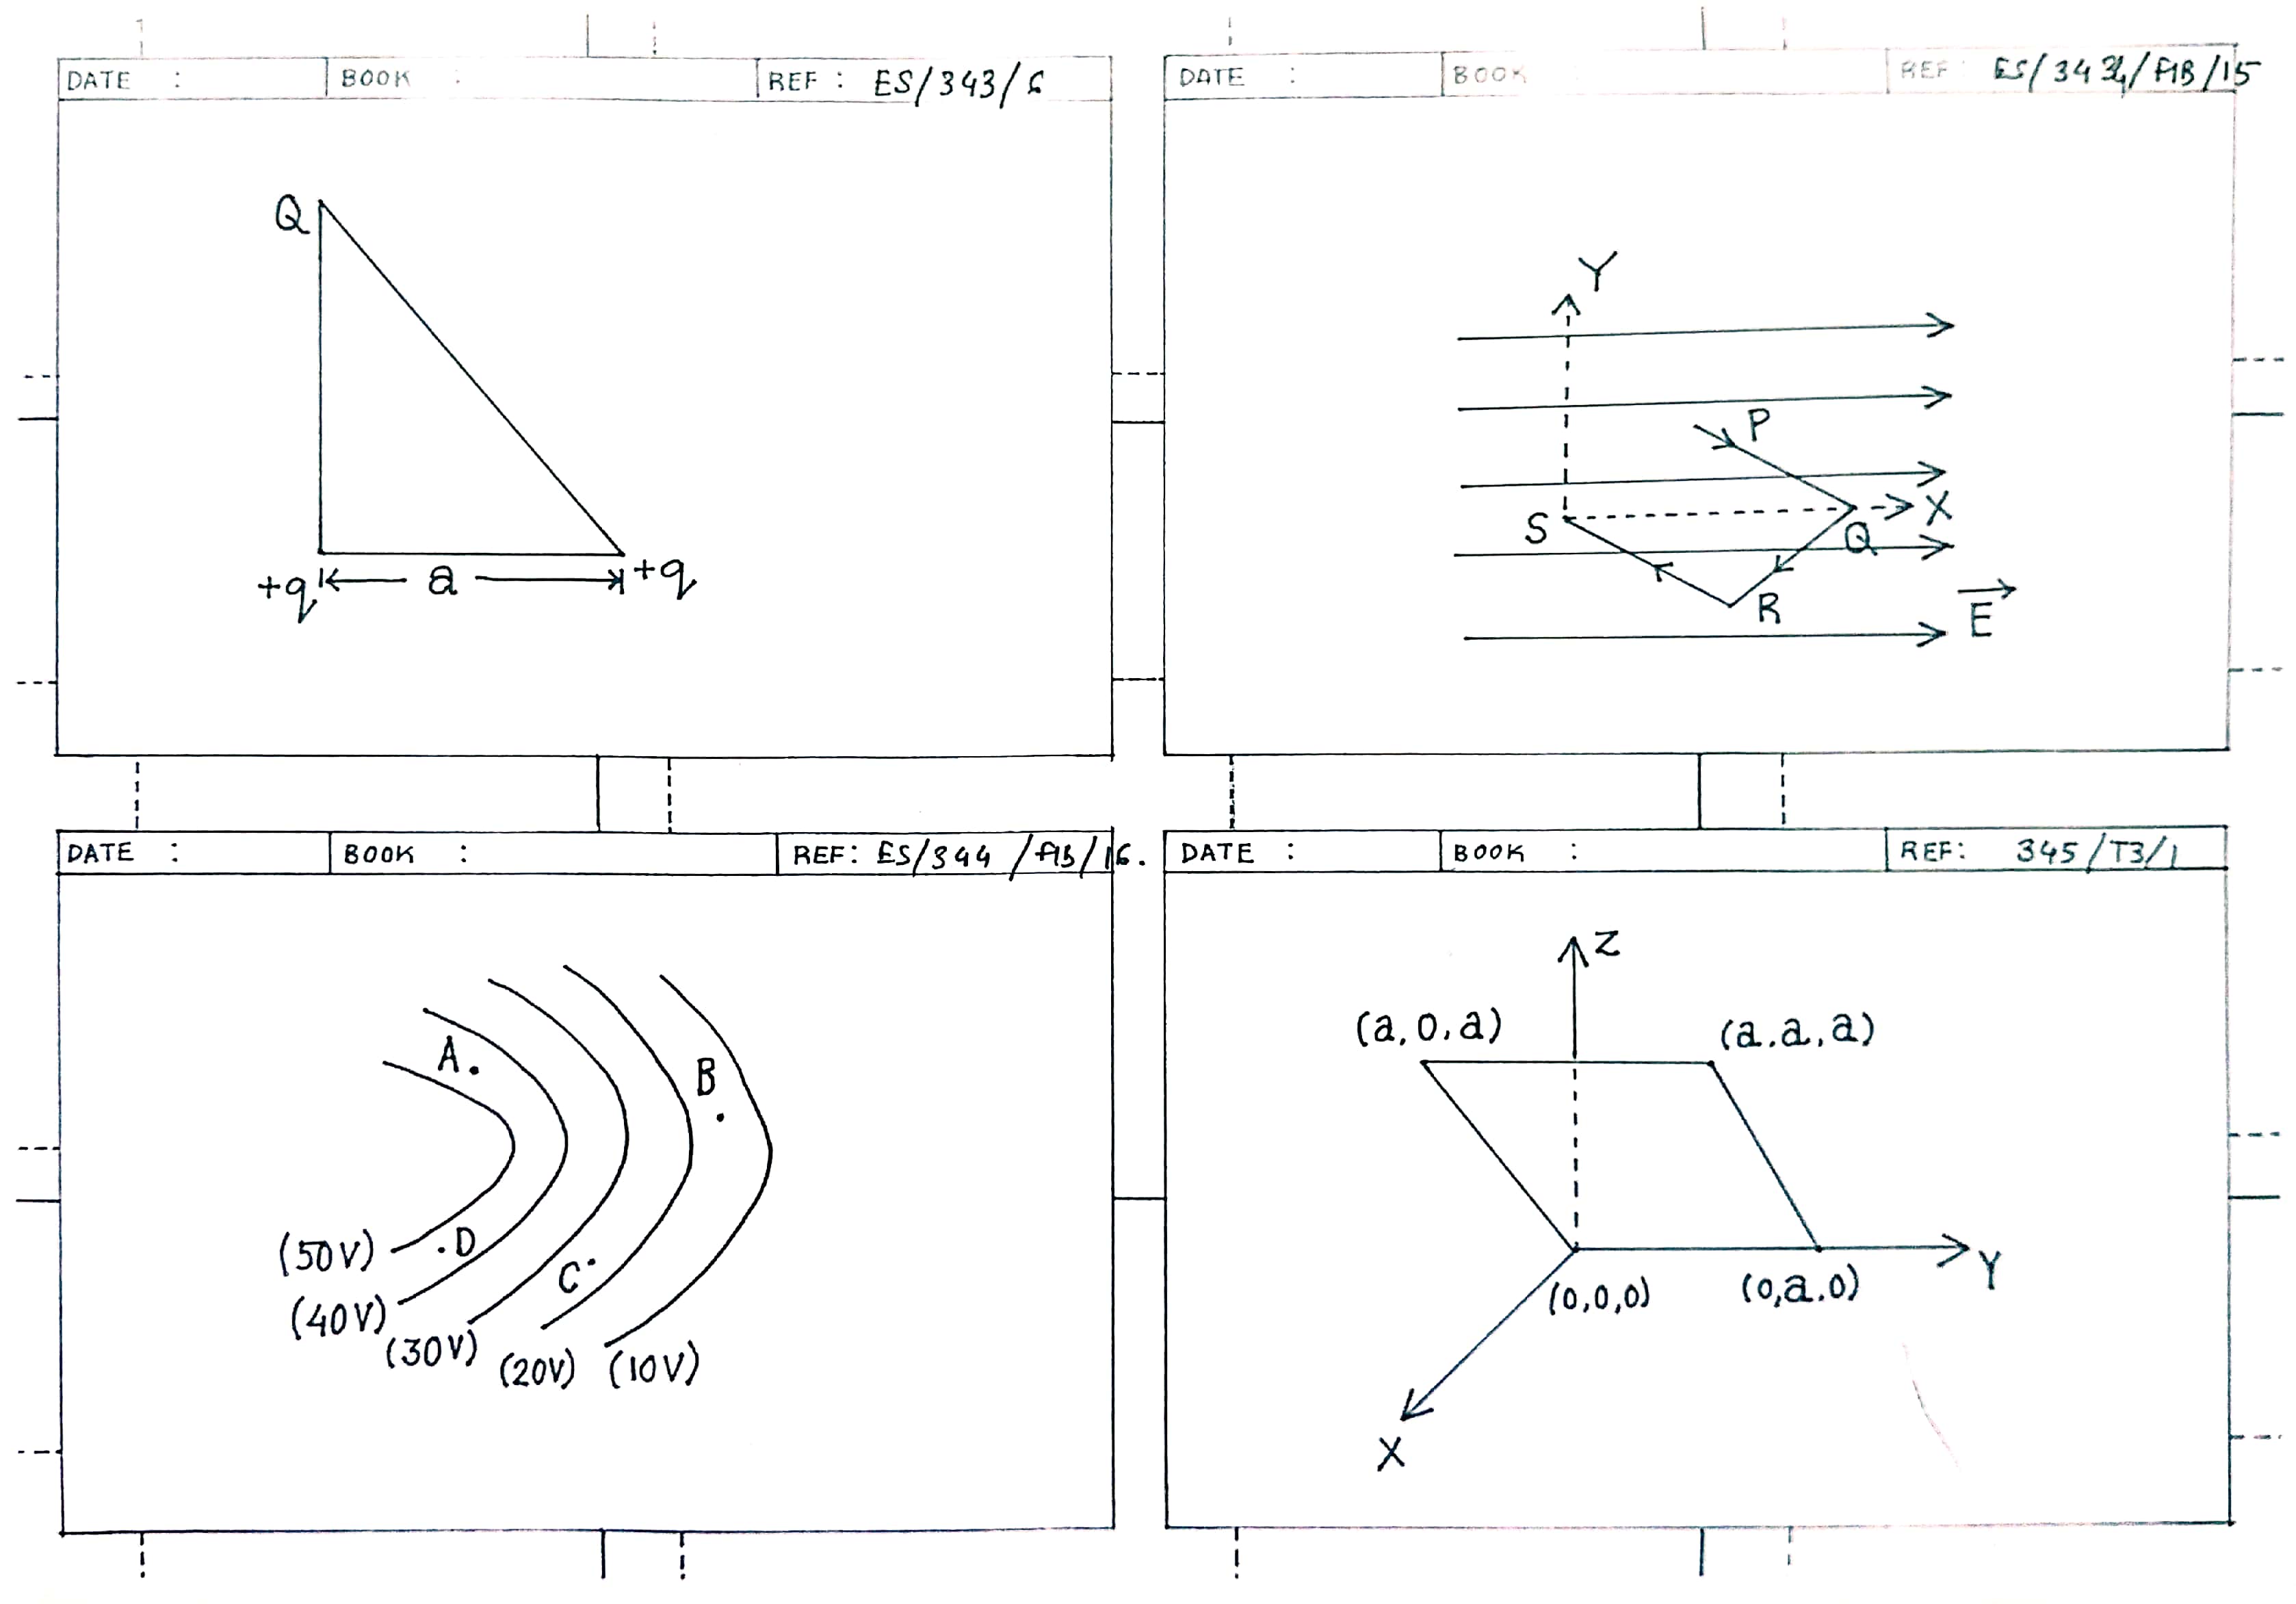 DATE :
BOOK :
REF : ES/343/6
Q
+q
a
+q
DATE :
BOOK :
REF: ES/344/FIB/15
Y
P
S
X
Q
R
E
DATE :
BOOK :
REF: ES/344 /FIB/16.
A.
B
.D
C.
(50V)
(40V)
(30V)
(20V)
(10V)
DATE :
BOOK :
REF: 345/T3/1
Z
(a,0,a)
(a.a,a)
(0,0,0)
(0,a.0)
Y
X